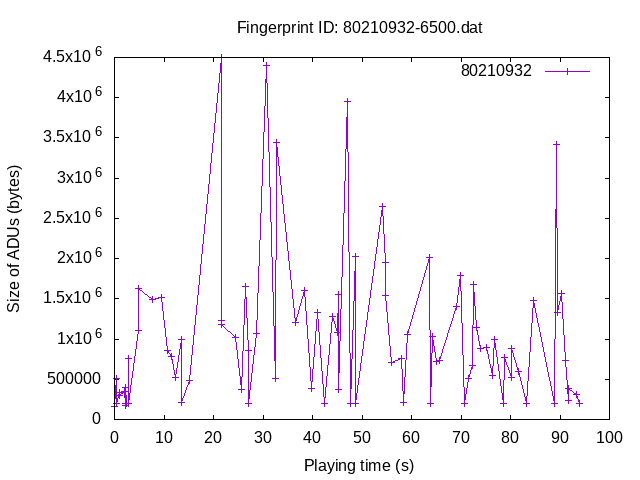 Fingerprint ID: 80210932-6500.dat
80210932
4.5x10^6
4x10^6
3.5x10^6
3x10^6
2.5x10^6
2x10^6
1.5x10^6
1x10^6
500000
0
Size of ADUs (bytes)
0 10 20 30 40 50 60 70 80 90 100
Playing time (s)